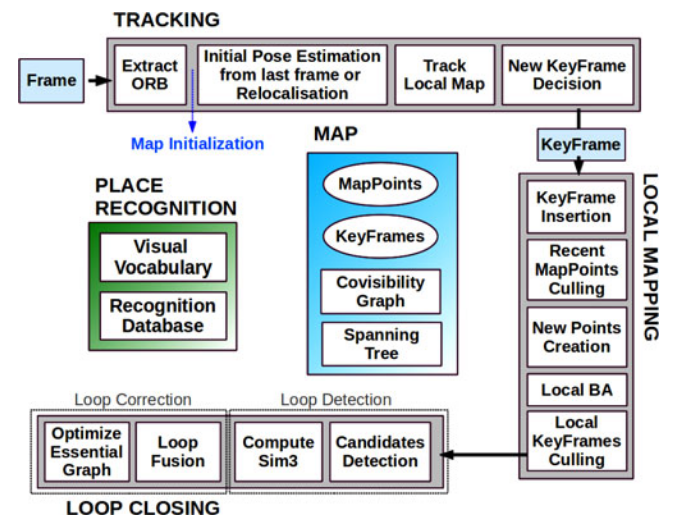 TRACKING
Frame
Extract
ORB
Initial Pose Estimation
from last frame or
Relocalisation
Track
Local Map
New KeyFrame
Decision
Map Initialization
KeyFrame
MAP
MapPoints
KeyFrames
Covisibility
Graph
Spanning
Tree
PLACE
RECOGNITION
Visual
Vocabulary
Recognition
Database
LOCAL MAPPING
KeyFrame
Insertion
Recent
MapPoints
Culling
New Points
Creation
Local BA
Local
KeyFrames
Culling
Loop Correction
Loop Detection
Optimize
Essential
Graph
Loop
Fusion
Compute
Sim3
Candidates
Detection
LOOP CLOSING